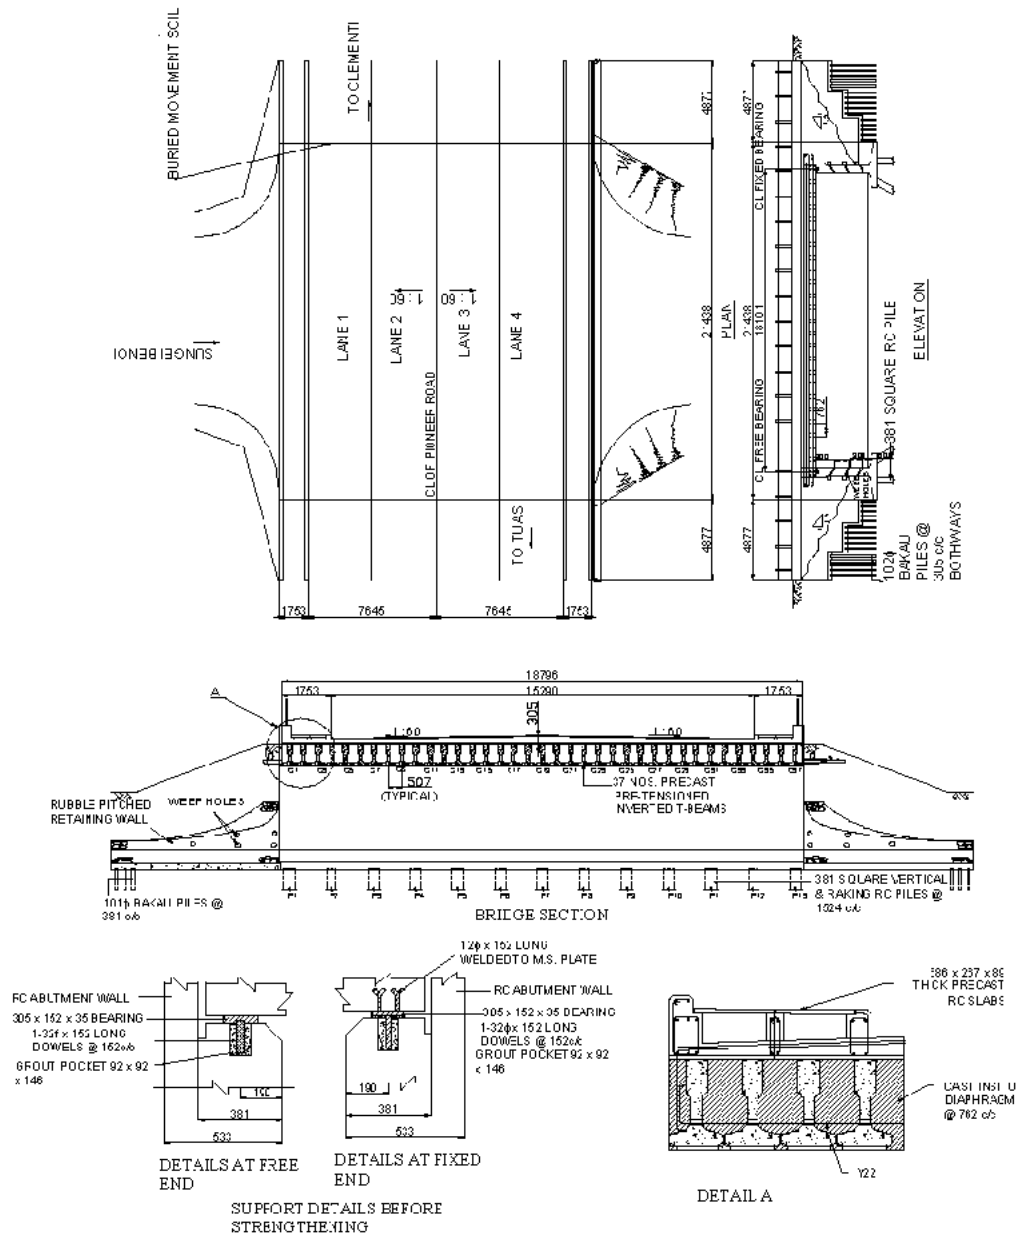 BURIED MOVEMENT SOIL
TO CLEMENTI
SUNGEI BENOI
LANE 1
LANE 2
1:60
CL OF PIONEER ROAD
1:60
LANE 3
LANE 4
TO TUAS
4877
21438
4877
PLAN
1753
7645
7645
1753
4877
CL FIXED BEARING
21438
18101
CL FREE BEARING
762
4877
WEEP
HOLES
381 SQUARE RC PILE
ELEVATION
102ϕ
BAKAU
PILES @
305 c/c
BOTHWAYS
18796
1753
15290
1753
A
305
1:60
1:60
507
(TYPICAL)
37 NOS. PRECAST
PRE-TENSIONED
INVERTED T-BEAMS
RUBBLE PITCHED
RETAINING WALL
WEEP HOLES
101ϕ BAKAU PILES @
381 c/c
381 SQUARE VERTICAL
& RAKING RC PILES @
1524 c/c
BRIDGE SECTION
RC ABUTMENT WALL
305 x 152 x 35 BEARING
1-32ϕ x 152 LONG
DOWELS @ 152c/c
GROUT POCKET 92 x 92
x 146
190
381
533
DETAILS AT FREE
END
12ϕ x 152 LONG
WELDED TO M.S. PLATE
RC ABUTMENT WALL
305 x 152 x 35 BEARING
1-32ϕ x 152 LONG
DOWELS @ 152c/c
GROUT POCKET 92 x 92
x 146
190
381
533
DETAILS AT FIXED
END
SUPPORT DETAILS BEFORE
STRENGTHENING
THICK PRECAST
RC SLABS
CAST INSITU
DIAPHRAGM
@ 762 c/c
Y22
DETAIL A